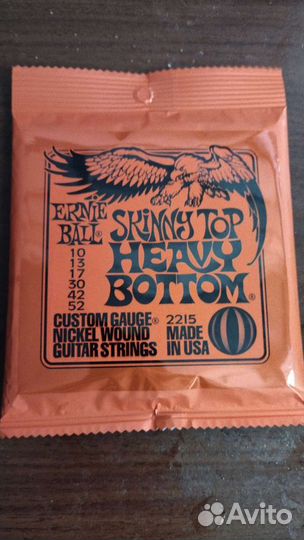 ERNIE
BALL®
10
13
17
30
42
52
SKINNY TOP
HEAVY
BOTTOM®
CUSTOM GAUGE®
NICKEL WOUND
GUITAR STRINGS
2215
MADE
IN USA
Avito